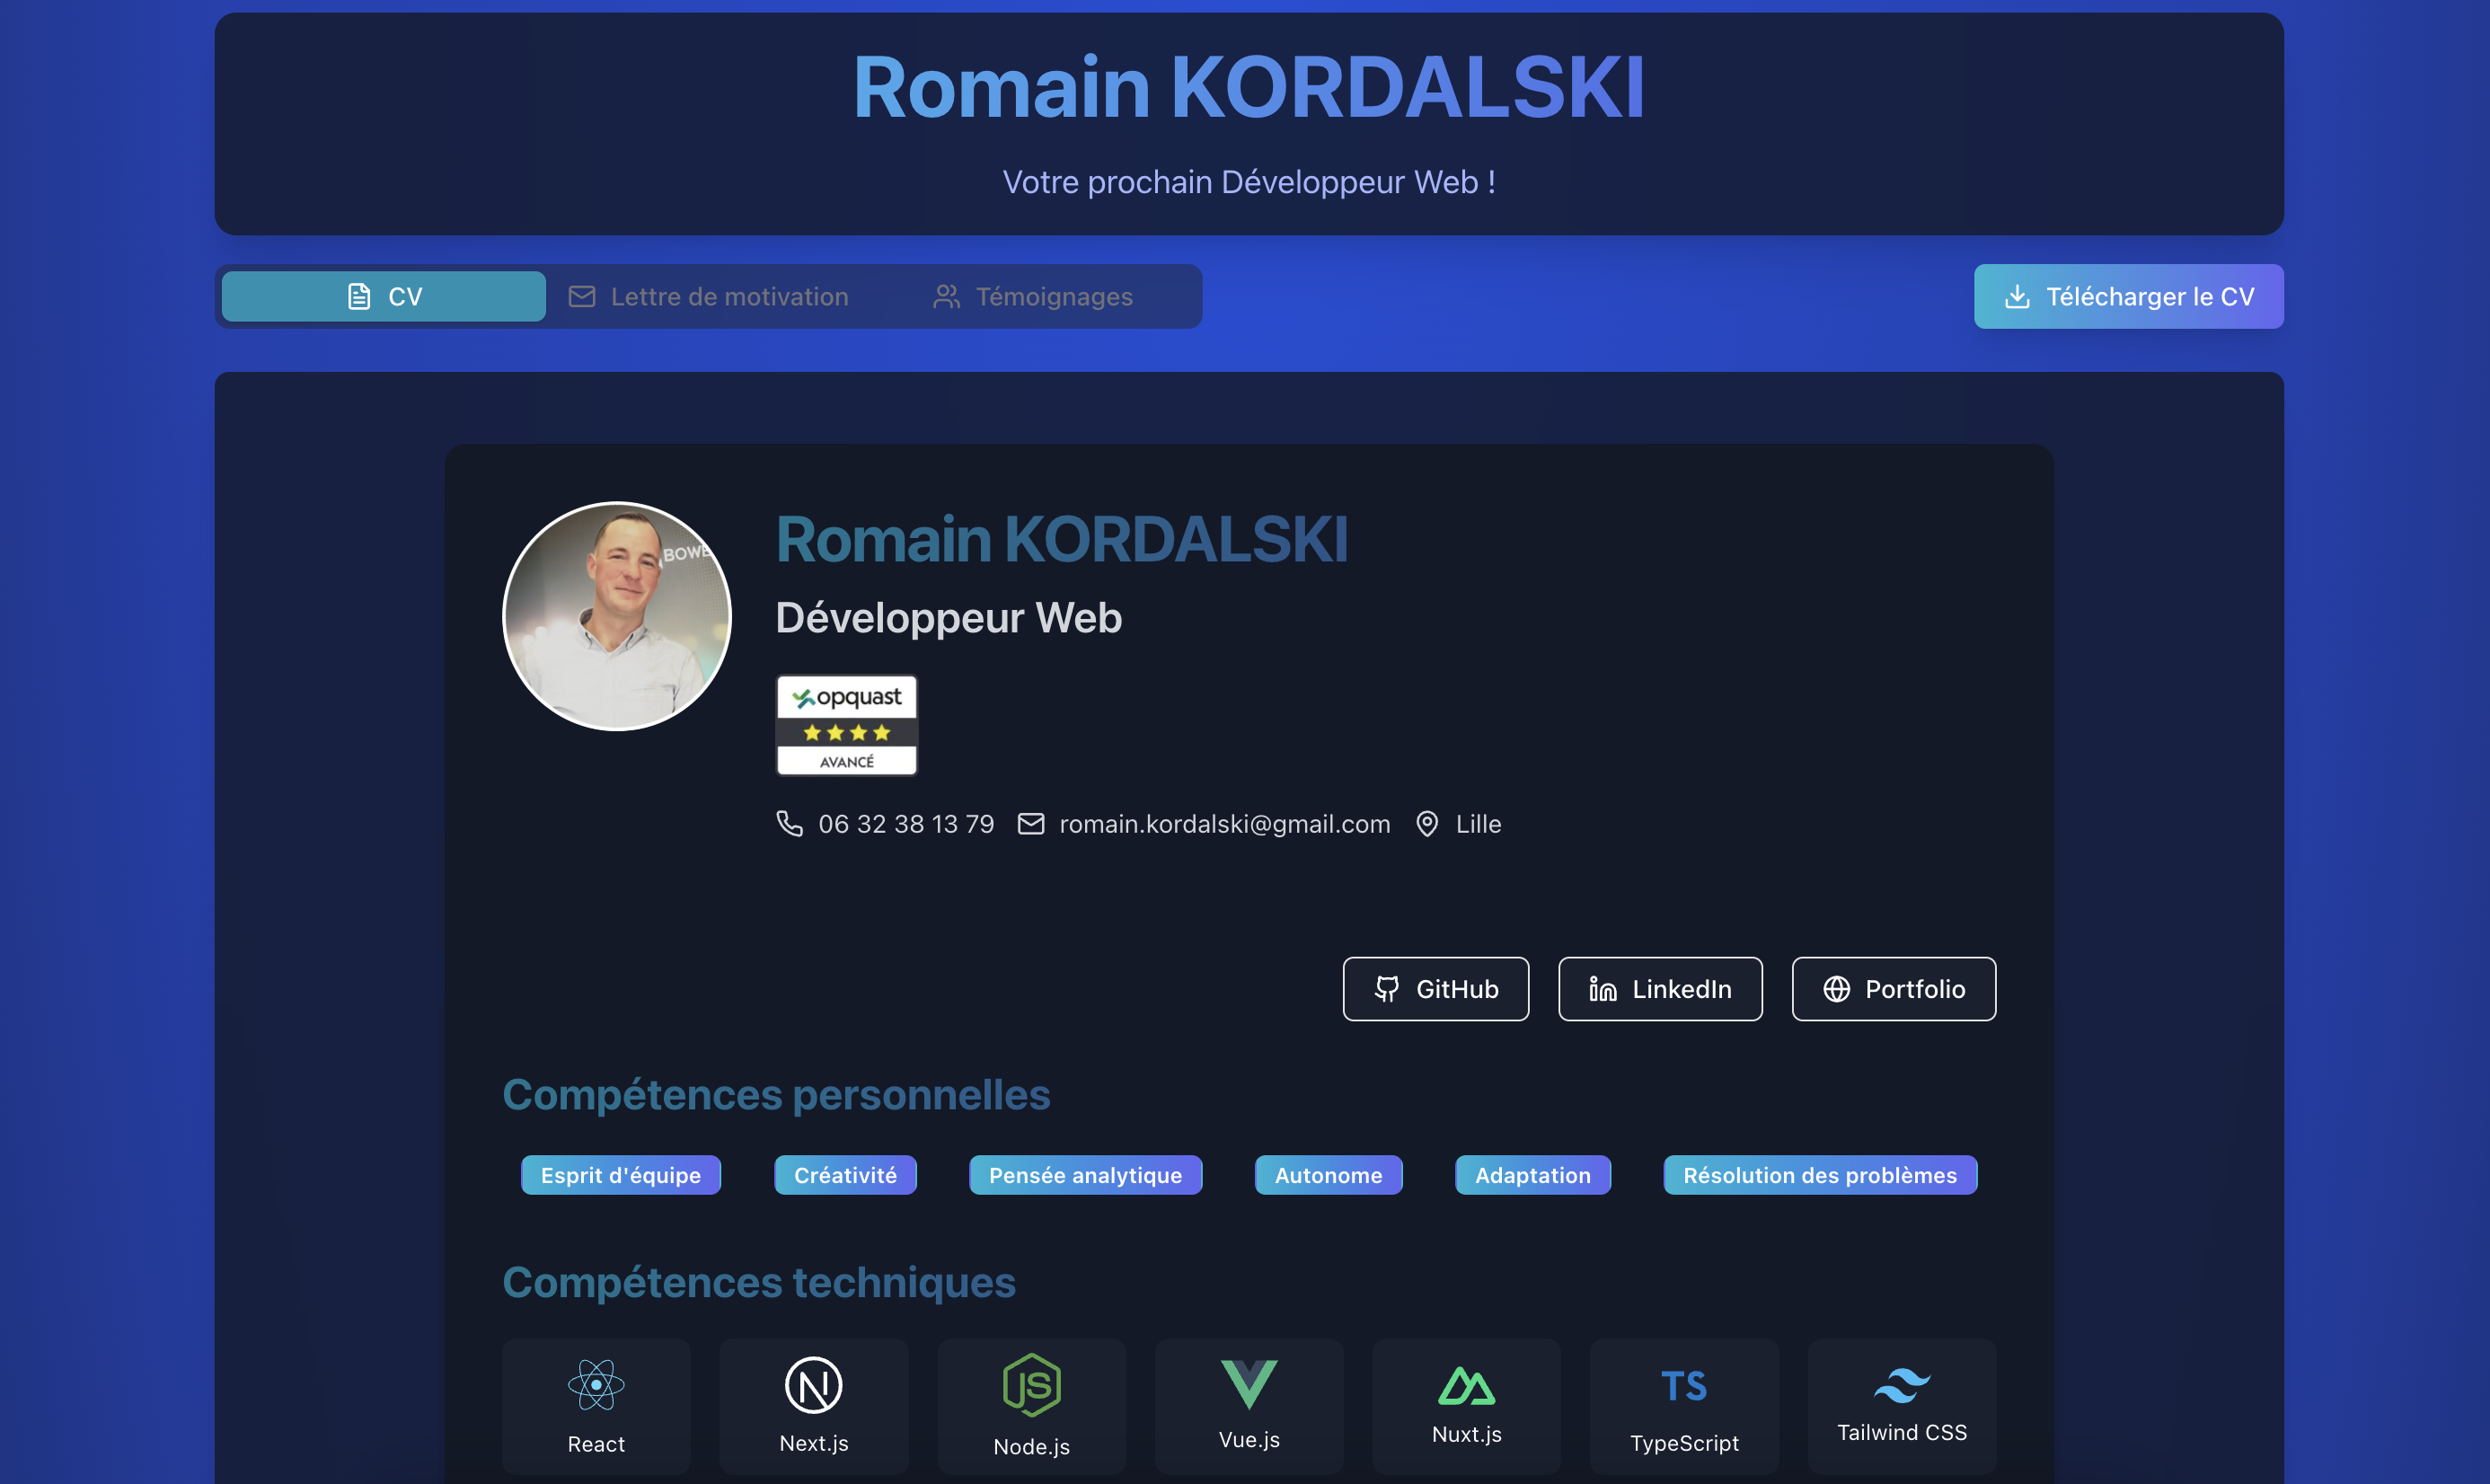 Romain KORDALSKI
Votre prochain Développeur Web !
CV
Lettre de motivation
Témoignages
Télécharger le CV
BOWE
Romain KORDALSKI
Développeur Web
opquast
AVANCÉ
06 32 38 13 79
romain.kordalski@gmail.com
Lille
GitHub
LinkedIn
Portfolio
Compétences personnelles
Esprit d'équipe
Créativité
Pensée analytique
Autonome
Adaptation
Résolution des problèmes
Compétences techniques
N
JS
TS
React
Next.js
Node.js
Vue.js
Nuxt.js
TypeScript
Tailwind CSS